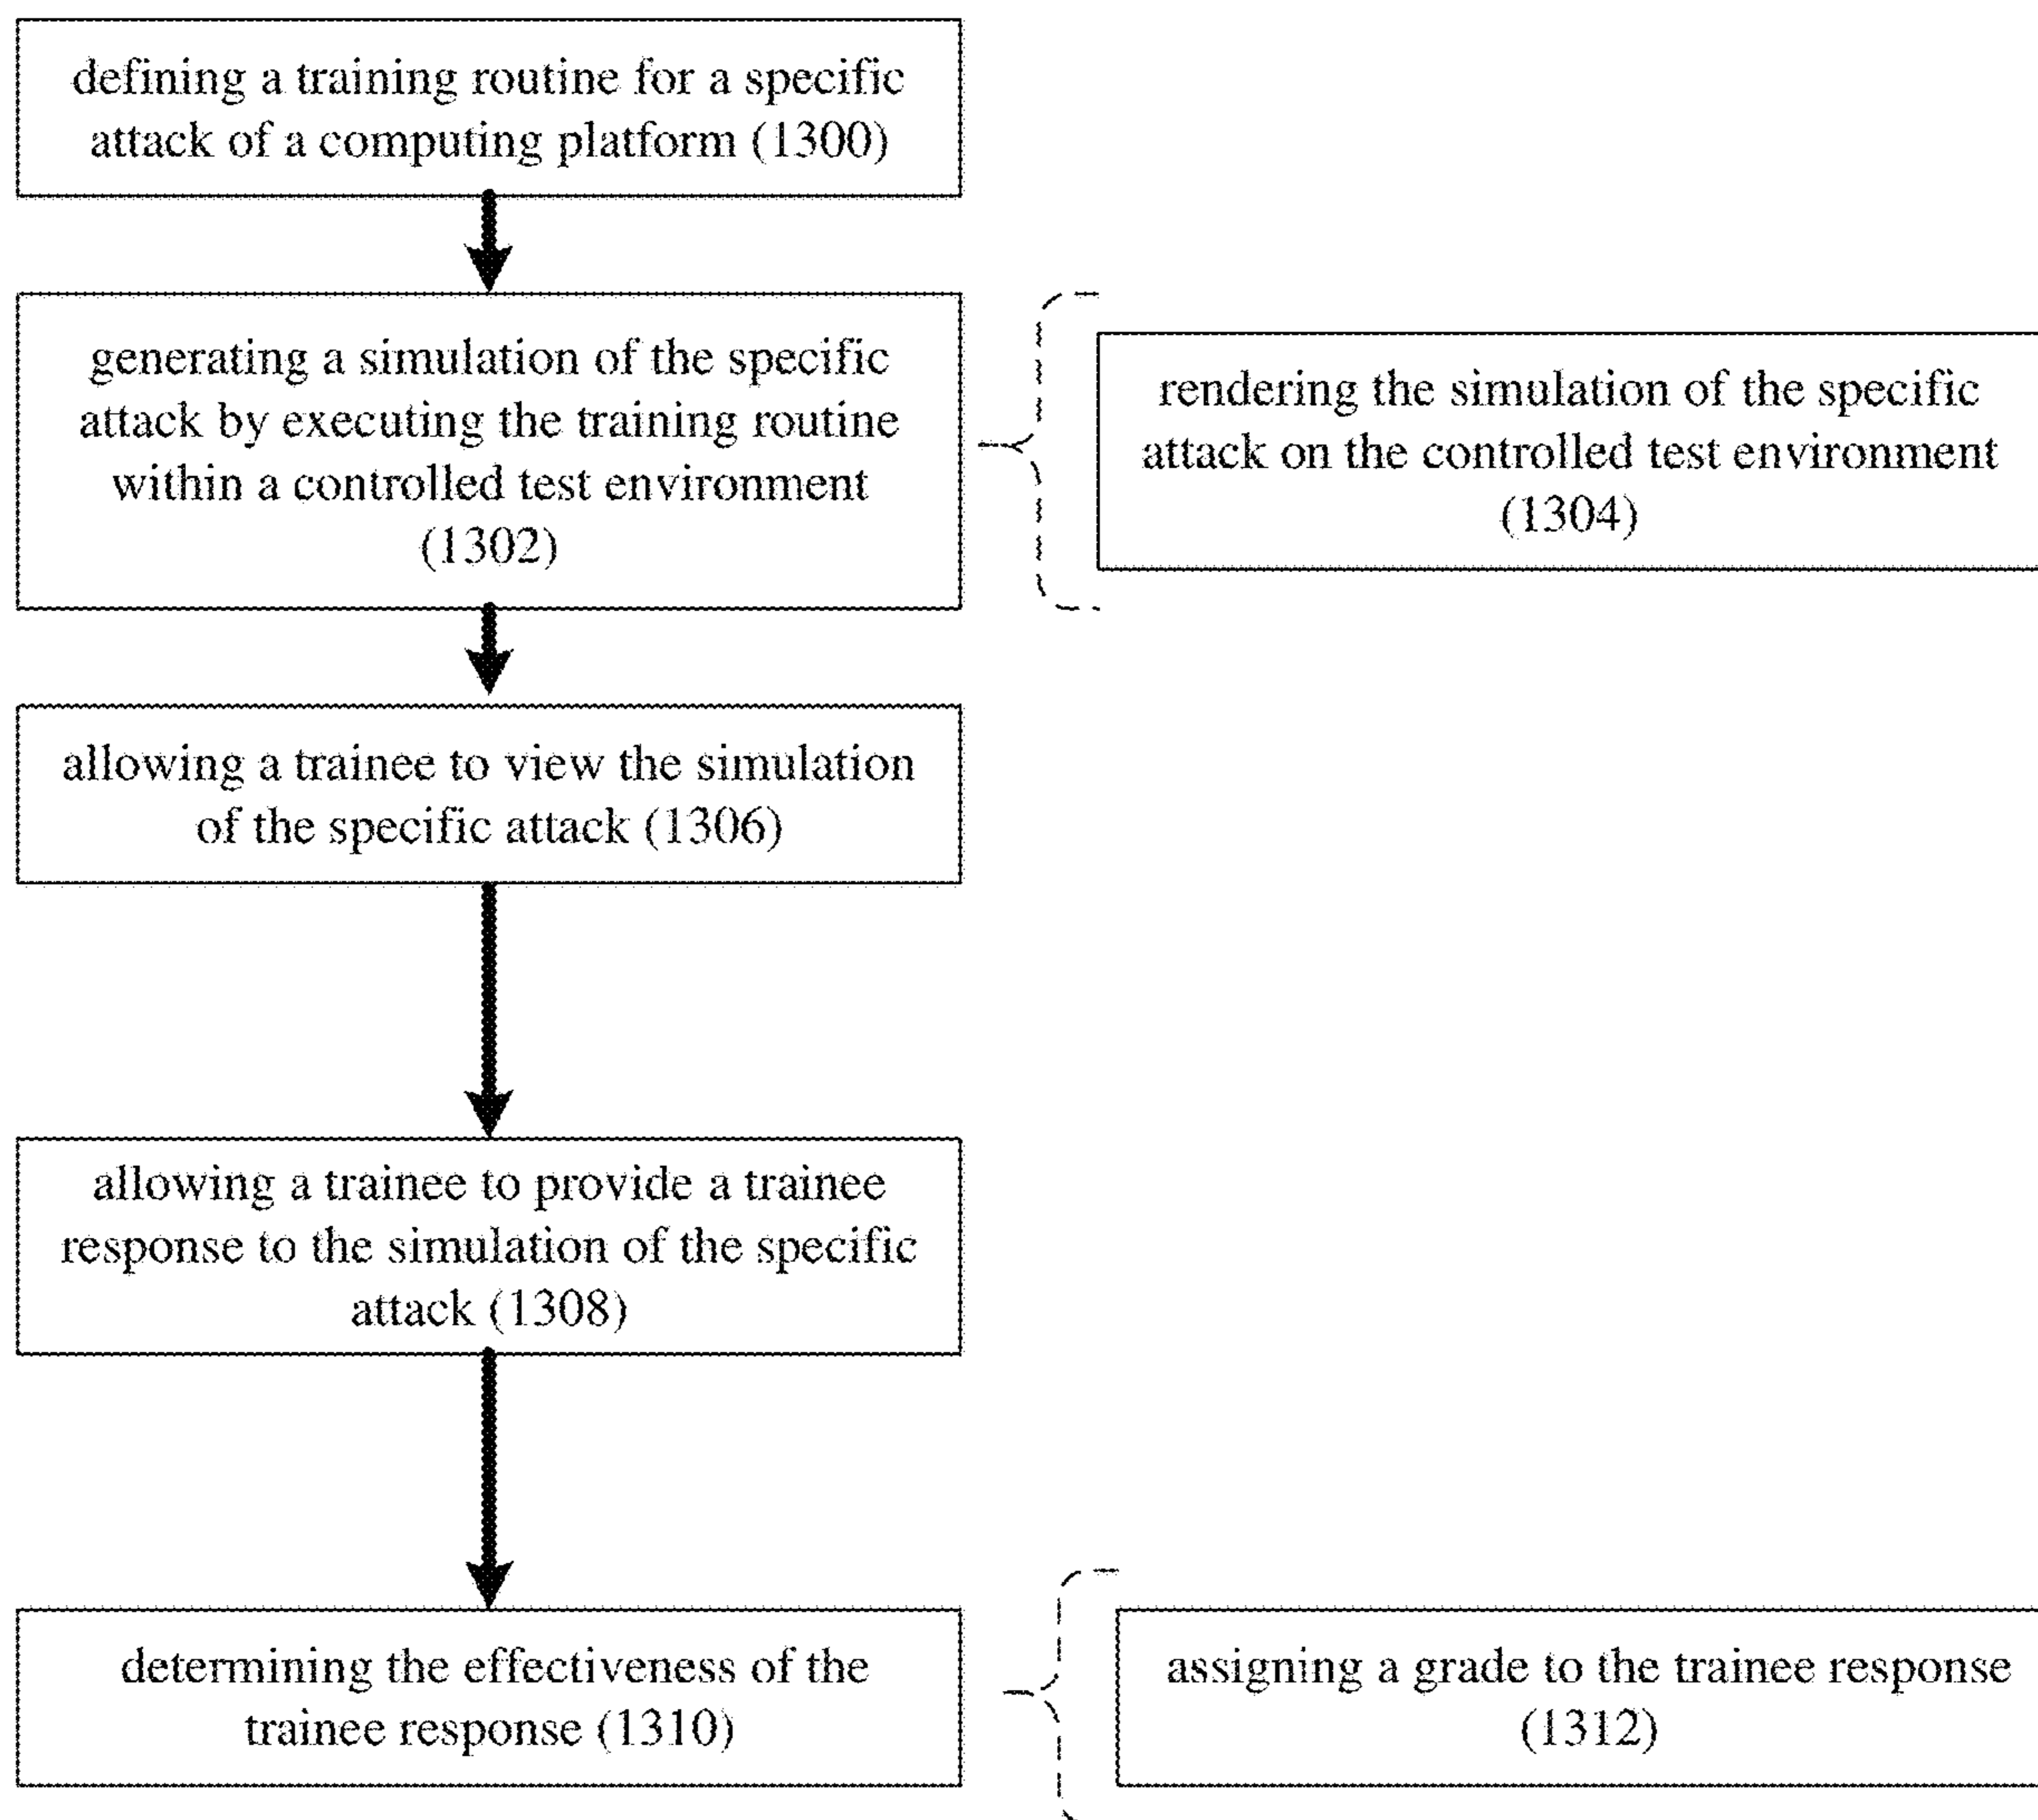 defining a training routine for a specific
attack of a computing platform (1300)
generating a simulation of the specific
attack by executing the training routine
within a controlled test environment
(1302)
rendering the simulation of the specific
attack on the controlled test environment
(1304)
allowing a trainee to view the simulation
of the specific attack (1306)
allowing a trainee to provide a trainee
response to the simulation of the specific
attack (1308)
determining the effectiveness of the
trainee response (1310)
assigning a grade to the trainee response
(1312)